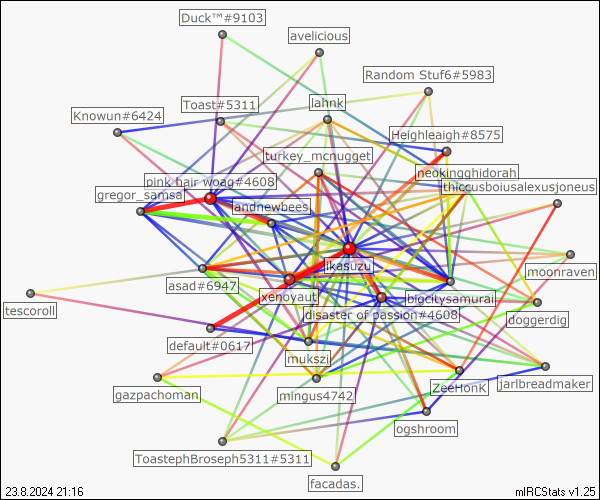 Duck™#9103
avelicious
Random Stuf6#5983
lahnk
Toast#5311
Knowun#6424
Heighleaigh#8575
turkey_mcnugget
neokingghidorah
pink hair woag#4608
thiccusboiusalexusjoneus
gregor_samsa
landnewbees
ikasuzu
moonraven
asad#6947
xenoyaut
bigcitysamurai
tescoroll
disaster of passion#4608
doggerdig
default#0617
mukszi
ZeeHonk
jarlbreadmaker
gazpachoman
mingus4742
ogshroom
ToastephBroseph5311#5311
facadas.
23.8.2024 21:16
mIRCStats v1.25